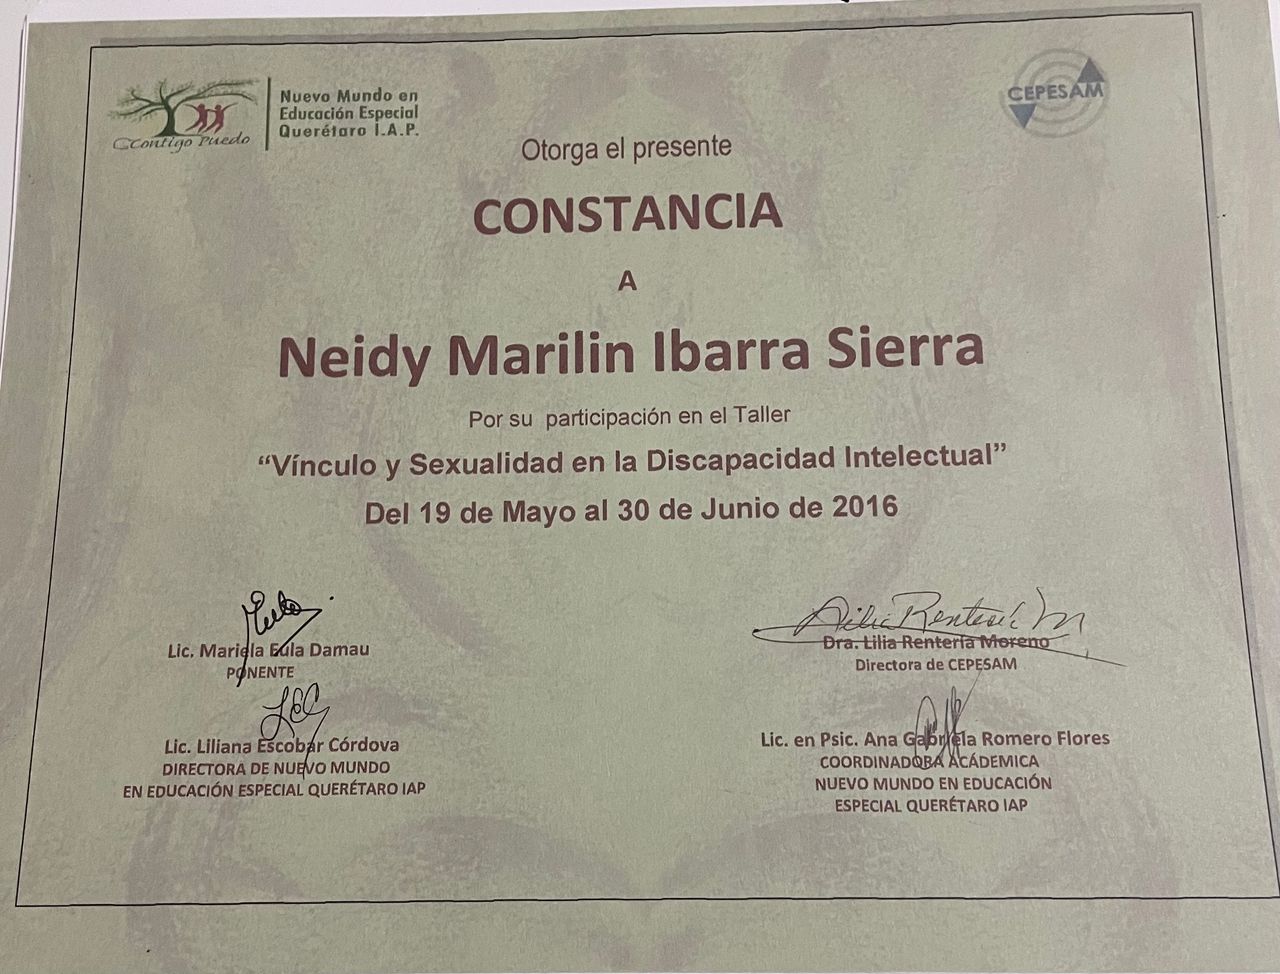 Contigo Puedo
Nuevo Mundo en
Educación Especial
Querétaro I.A.P.
CEPESAM
Otorga el presente
CONSTANCIA
A
Neidy Marilin Ibarra Sierra
Por su participación en el Taller
“Vínculo y Sexualidad en la Discapacidad Intelectual”
Del 19 de Mayo al 30 de Junio de 2016
Lic. Mariela Eula Damau
PONENTE
Lilia Rentería M
Dra. Lilia Rentería Moreno
Directora de CEPESAM
Lic. Liliana Escobar Córdova
DIRECTORA DE NUEVO MUNDO
EN EDUCACIÓN ESPECIAL QUERÉTARO IAP
Lic. en Psic. Ana Gabriela Romero Flores
COORDINADORA ACÁDEMICA
NUEVO MUNDO EN EDUCACIÓN
ESPECIAL QUERÉTARO IAP